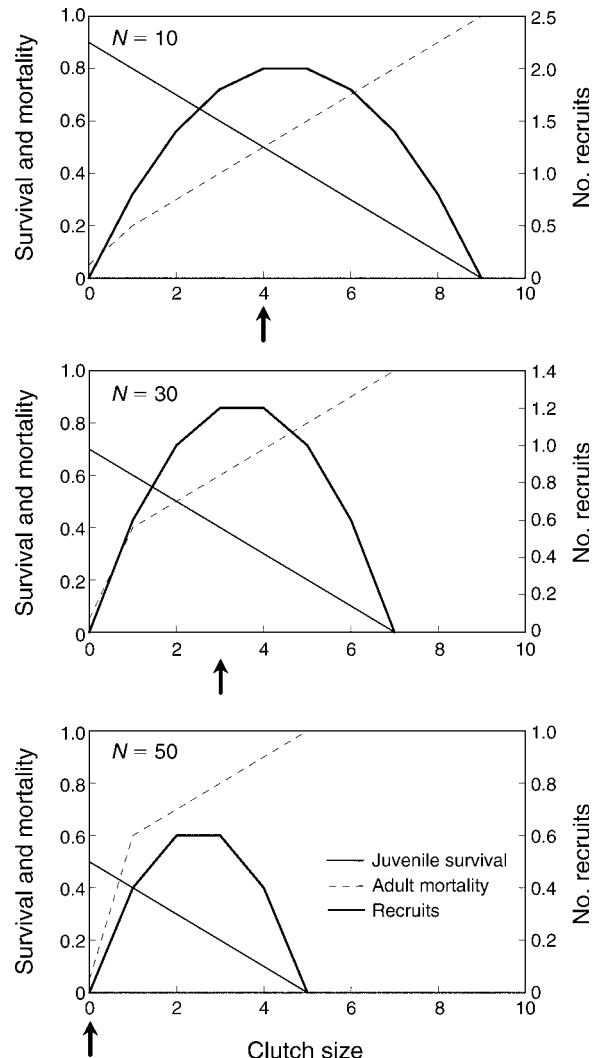 N = 10
Survival and mortality
1.0
0.8
0.6
0.4
0.2
0
2.5
2.0
1.5
1.0
0.5
0
No. recruits
0 2 4 6 8 10
N = 30
Survival and mortality
1.0
0.8
0.6
0.4
0.2
0
1.4
1.2
1.0
0.8
0.6
0.4
0.2
0
No. recruits
0 2 4 6 8 10
N = 50
Survival and mortality
1.0
0.8
0.6
0.4
0.2
0
1.0
0.8
0.6
0.4
0.2
0
No. recruits
Juvenile survival
Adult mortality
Recruits
0 2 4 6 8 10
Clutch size